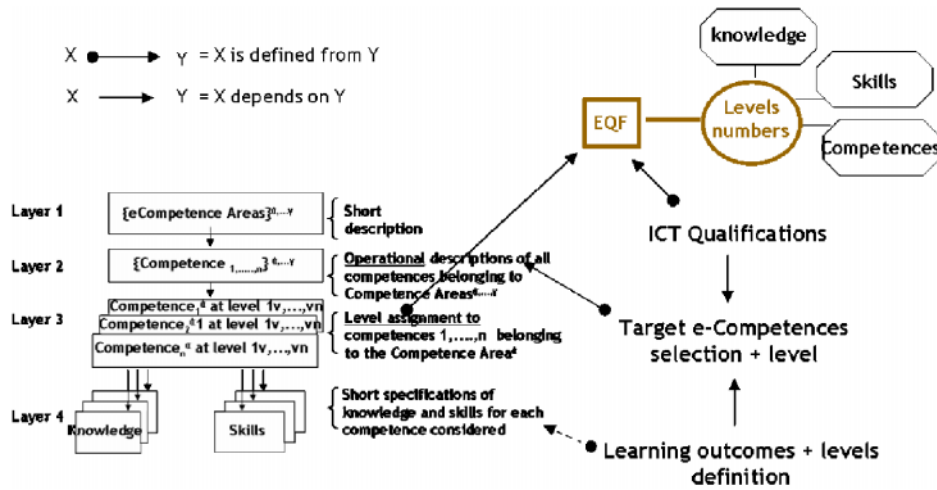 X Y = X is defined from Y
X Y = X depends on Y
knowledge
Skills
Competences
Levels
numbers
EQF
Layer 1
{eCompetence Areas}
Short
description
ICT Qualifications
Layer 2
{Competence 1,.....,n}
Operational descriptions of all
competences belonging to
Competence Areas
Layer 3
Competence at level 1v,...,vn
Competence 1 at level 1v,...,vn
Competence at level 1v,...,vn
Level assignment to
competences 1,....,n belonging
to the Competence Area
Target e-Competences
selection + level
Layer 4
Knowledge
Skills
Short specifications of
knowledge and skills for each
competence considered
Learning outcomes + levels
definition